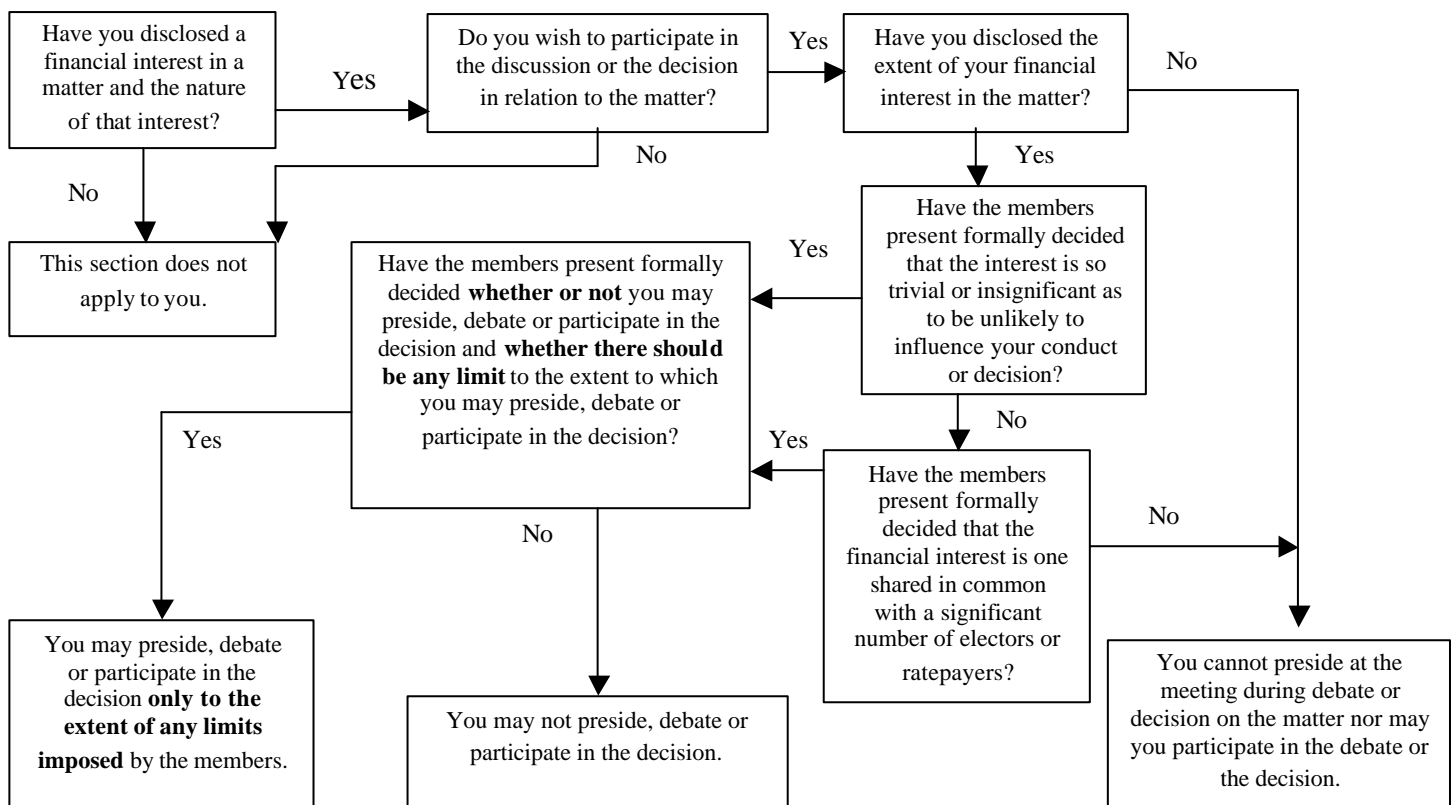 Have you disclosed a
financial interest in a
matter and the nature
of that interest?
Yes
Do you wish to participate in
the discussion or the decision
in relation to the matter?
Yes
Have you disclosed the
extent of your financial
interest in the matter?
No
No
No
Yes
This section does not
apply to you.
Have the members present formally
decided whether or not you may
preside, debate or participate in the
decision and whether there should
be any limit to the extent to which
you may preside, debate or
participate in the decision?
Yes
Have the members
present formally decided
that the interest is so
trivial or insignificant as
to be unlikely to
influence your conduct
or decision?
Yes
No
Yes
No
Have the members
present formally
decided that the
financial interest is one
shared in common
with a significant
number of electors or
ratepayers?
No
You may preside, debate
or participate in the
decision only to the
extent of any limits
imposed by the members.
You may not preside, debate or
participate in the decision.
You cannot preside at the
meeting during debate or
decision on the matter nor may
you participate in the debate or
the decision.